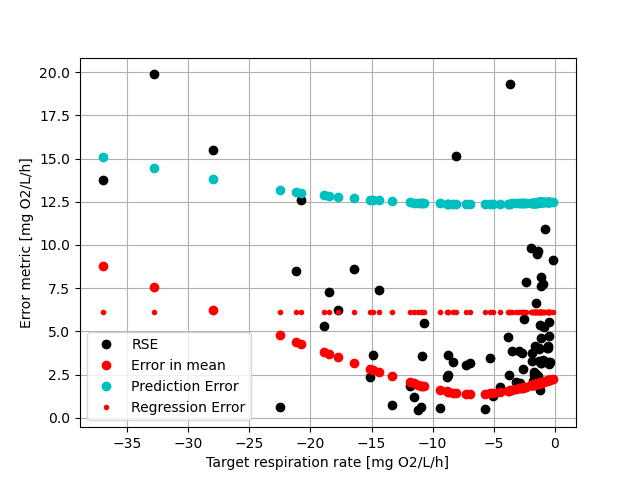 20.0
17.5
15.0
12.5
10.0
7.5
5.0
2.5
0.0
Error metric [mg O2/L/h]
RSE
Error in mean
Prediction Error
Regression Error
−35 −30 −25 −20 −15 −10 −5 0
Target respiration rate [mg O2/L/h]